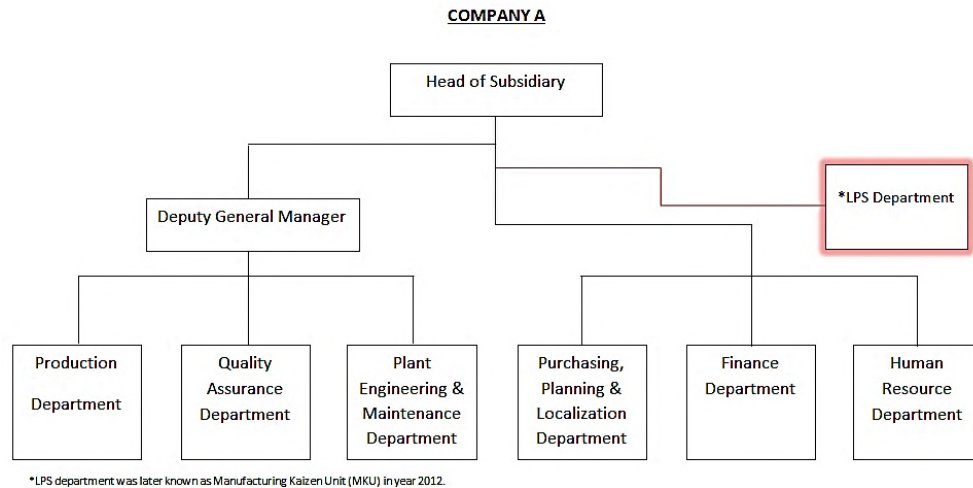 COMPANY A
Head of Subsidiary
*LPS Department
Deputy General Manager
Production
Department
Quality
Assurance
Department
Plant
Engineering &
Maintenance
Department
Purchasing,
Planning &
Localization
Department
Finance
Department
Human
Resource
Department
*LPS department was later known as Manufacturing Kaizen Unit (MKU) in year 2012.